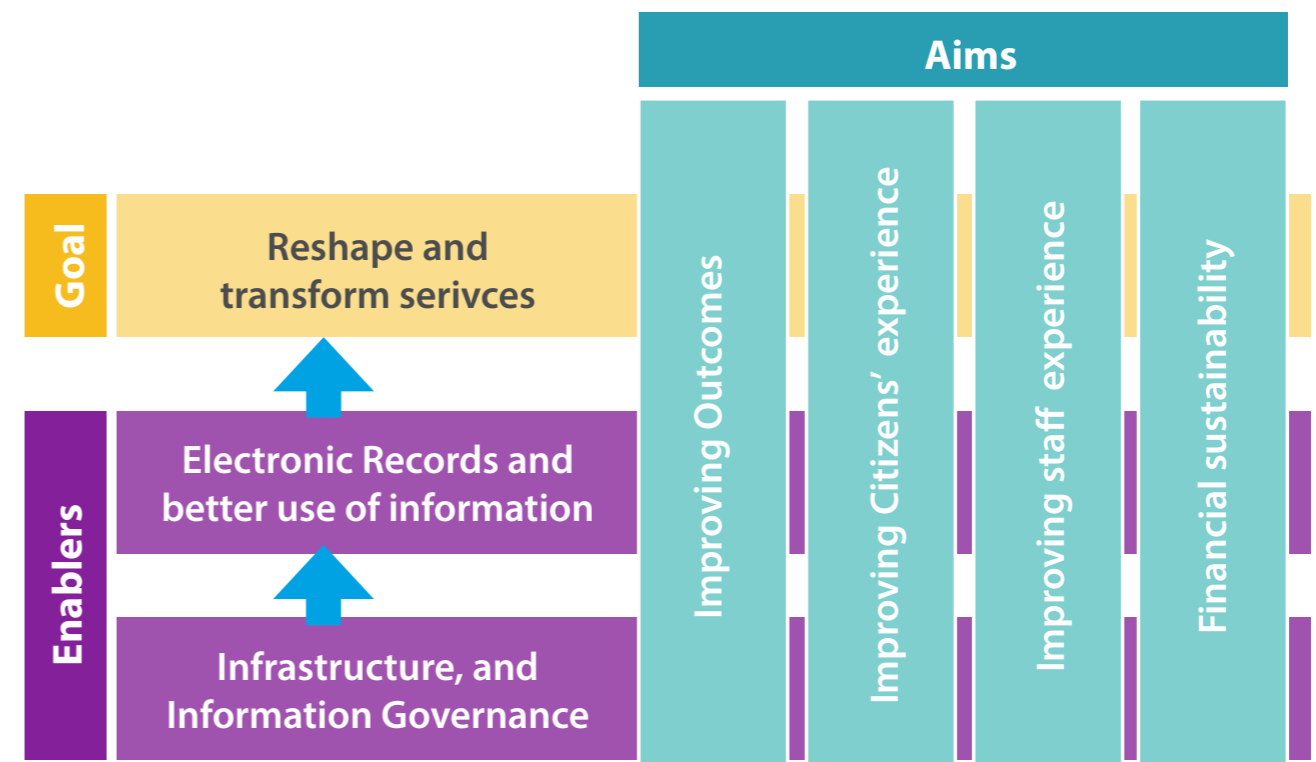 Aims
Goal
Reshape and
transform serivces
Enablers
Electronic Records and
better use of information
Infrastructure, and
Information Governance
Improving Outcomes
Improving Citizens’ experience
Improving staff experience
Financial sustainability